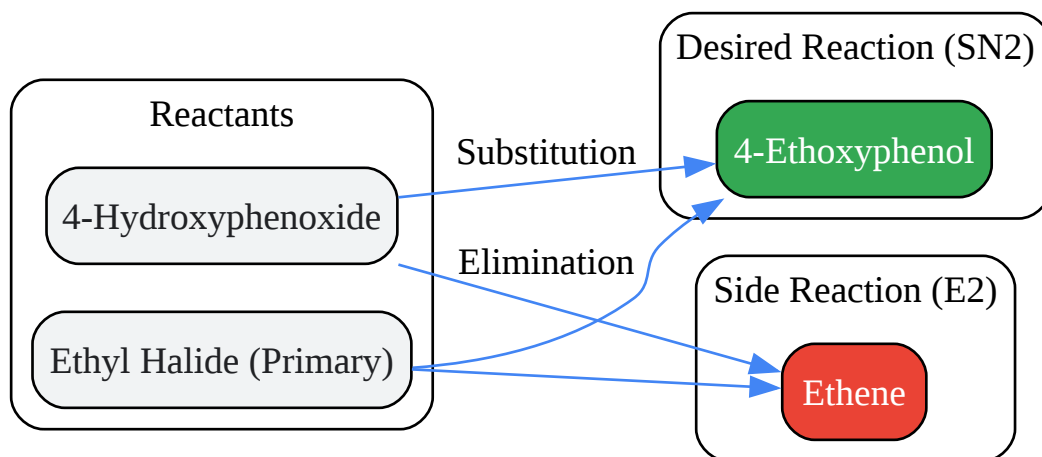 Reactants
4-Hydroxyphenoxide
Ethyl Halide (Primary)
Substitution
Elimination
Desired Reaction (SN2)
4-Ethoxyphenol
Side Reaction (E2)
Ethene